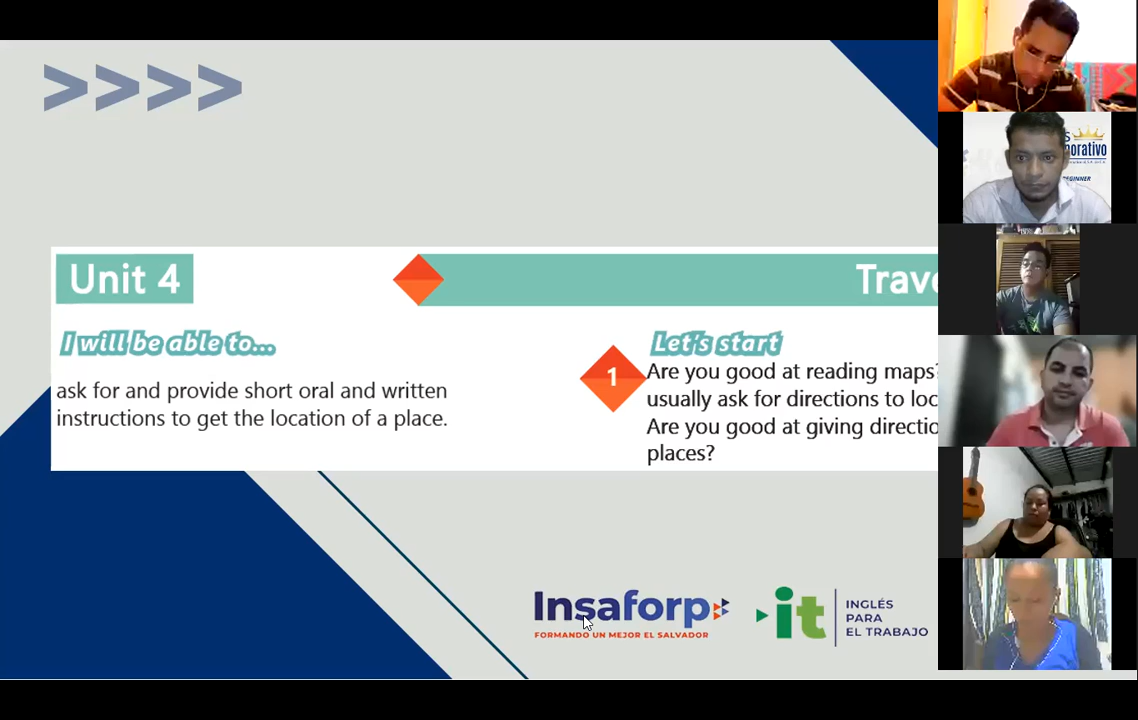 >>>>
Unit 4
Trave
I will be able to...
ask for and provide short oral and written
instructions to get the location of a place.
Let's start
1
Are you good at reading maps?
usually ask for directions to loc
Are you good at giving directio
places?
Insaforp
FORMANDO UN MEJOR EL SALVADOR
it
INGLÉS
PARA
EL TRABAJO
S
porativo
BEGINNER